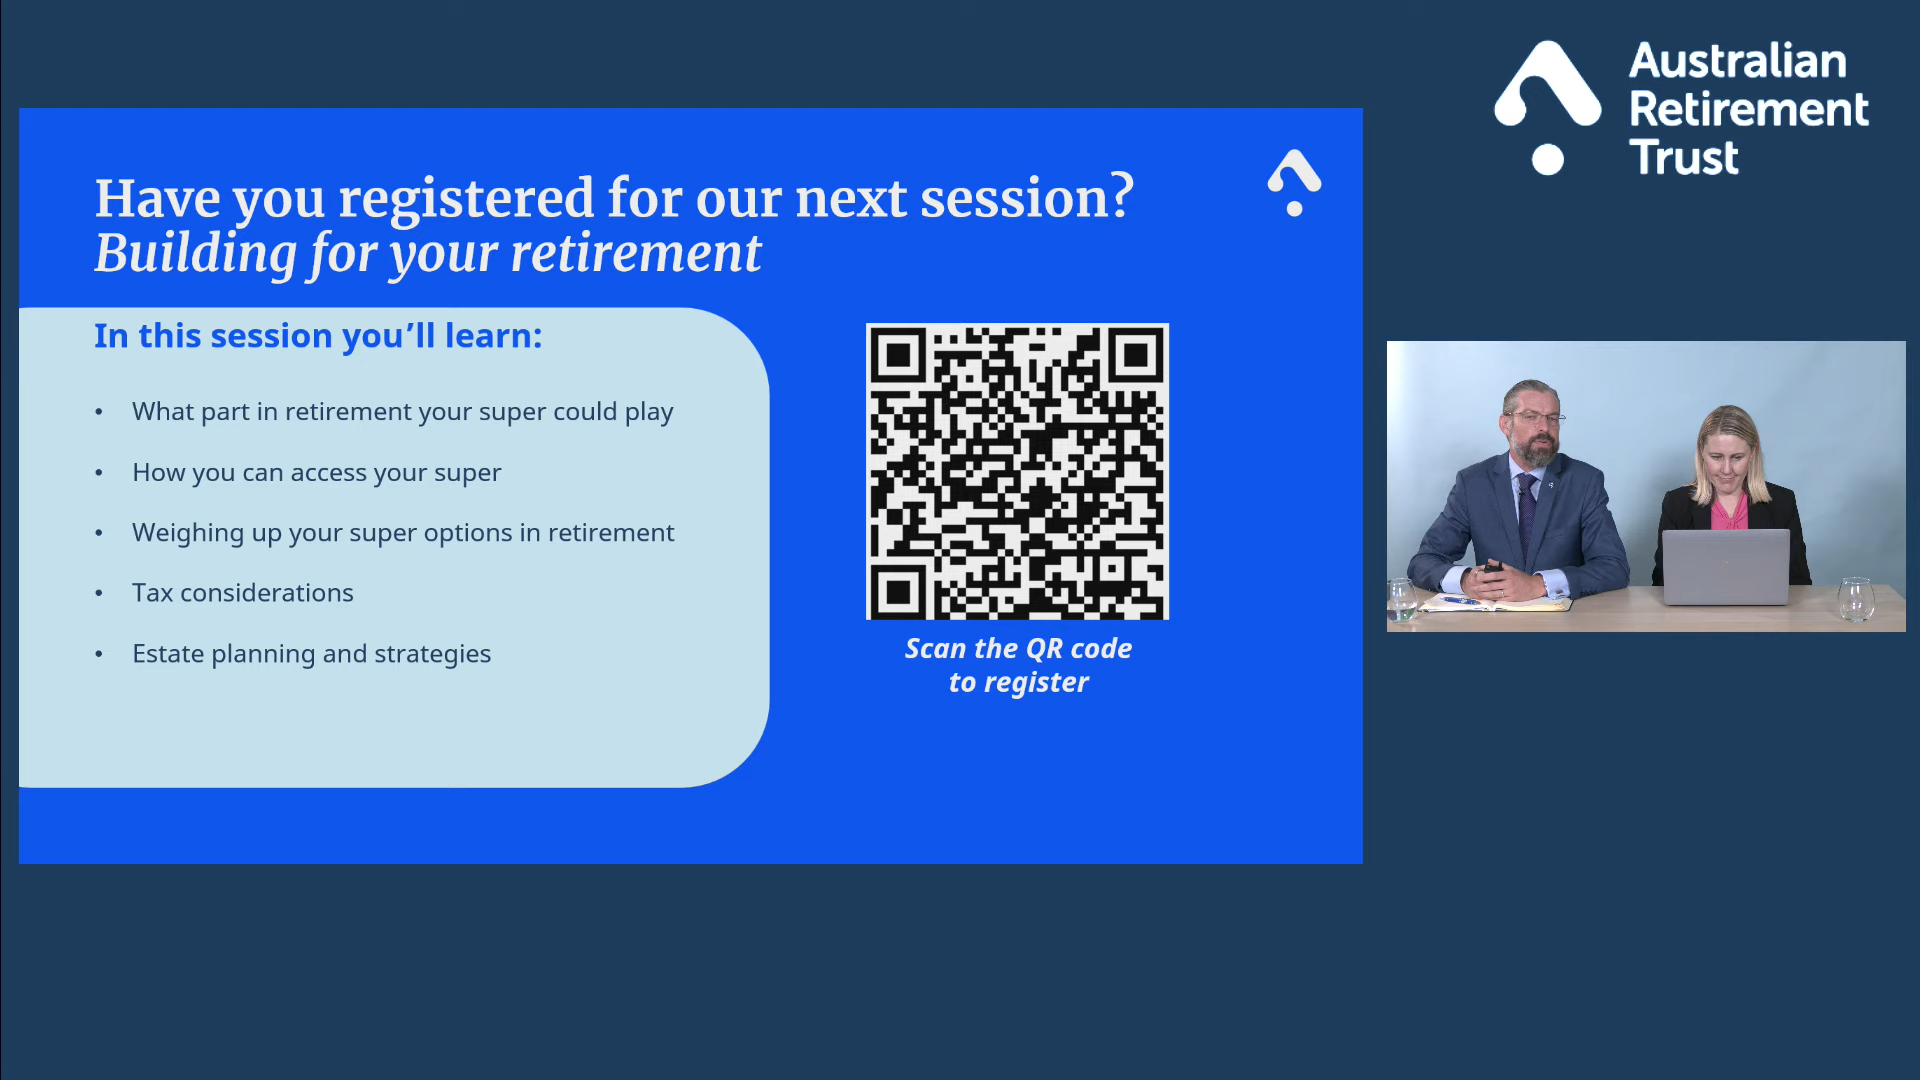 Australian
Retirement
Trust
Have you registered for our next session?
Building for your retirement
In this session you’ll learn:
• What part in retirement your super could play
• How you can access your super
• Weighing up your super options in retirement
• Tax considerations
• Estate planning and strategies
Scan the QR code
to register